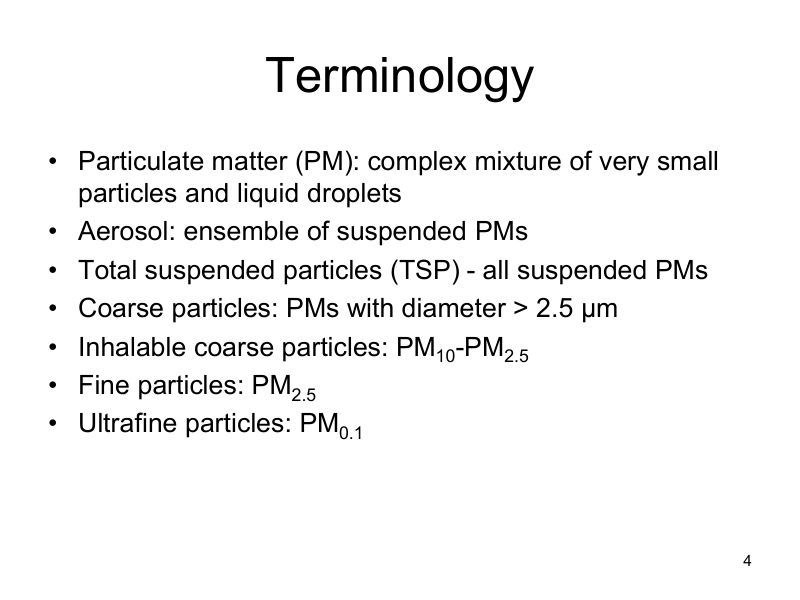 Terminology
• Particulate matter (PM): complex mixture of very small
particles and liquid droplets
• Aerosol: ensemble of suspended PMs
• Total suspended particles (TSP) - all suspended PMs
• Coarse particles: PMs with diameter > 2.5 μm
• Inhalable coarse particles: PM₁₀-PM₂.₅
• Fine particles: PM₂.₅
• Ultrafine particles: PM₀.₁
4